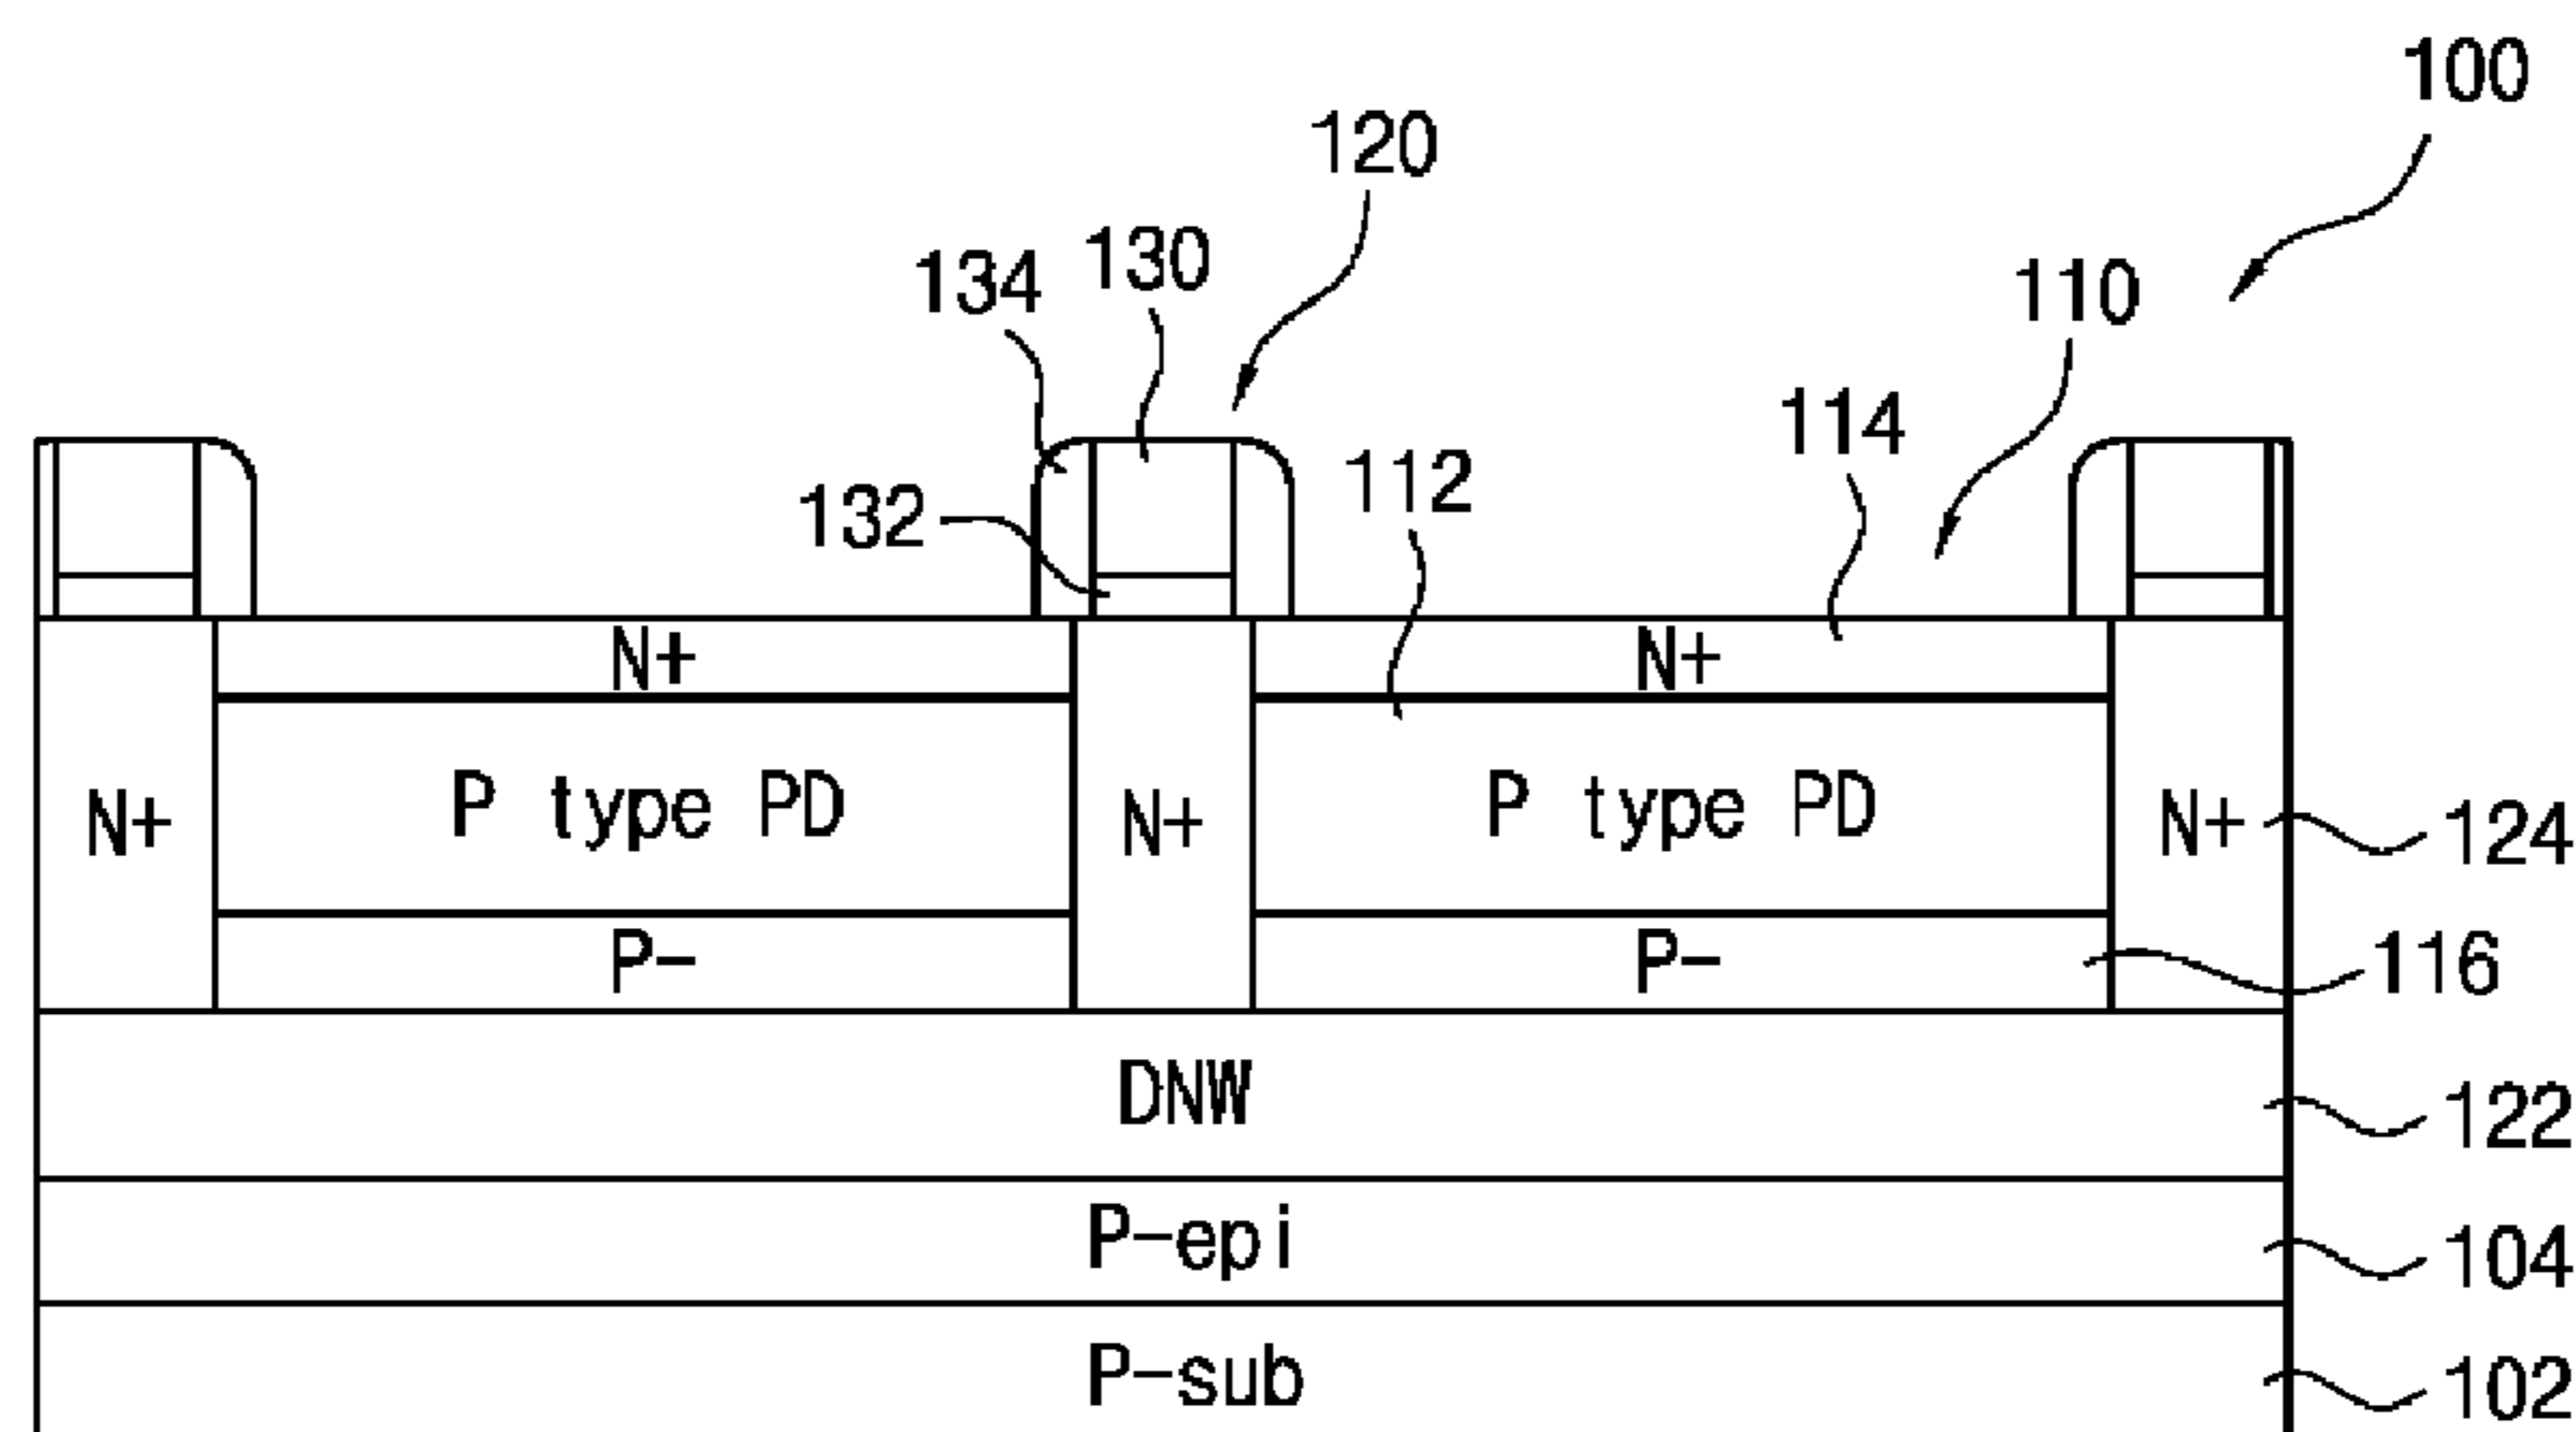 100
120
130
134
110
114
112
132
N+ N+
N+ P type PD N+ P type PD N+ 124
P- P- 116
DNW 122
P-epi 104
P-sub 102